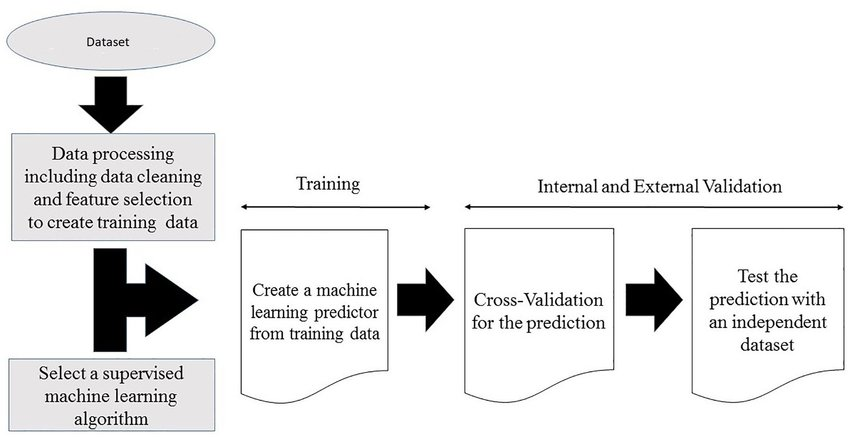 Dataset
Data processing
including data cleaning
and feature selection
to create training data
Select a supervised
machine learning
algorithm
Training
Create a machine
learning predictor
from training data
Internal and External Validation
Cross-Validation
for the prediction
Test the
prediction with
an independent
dataset